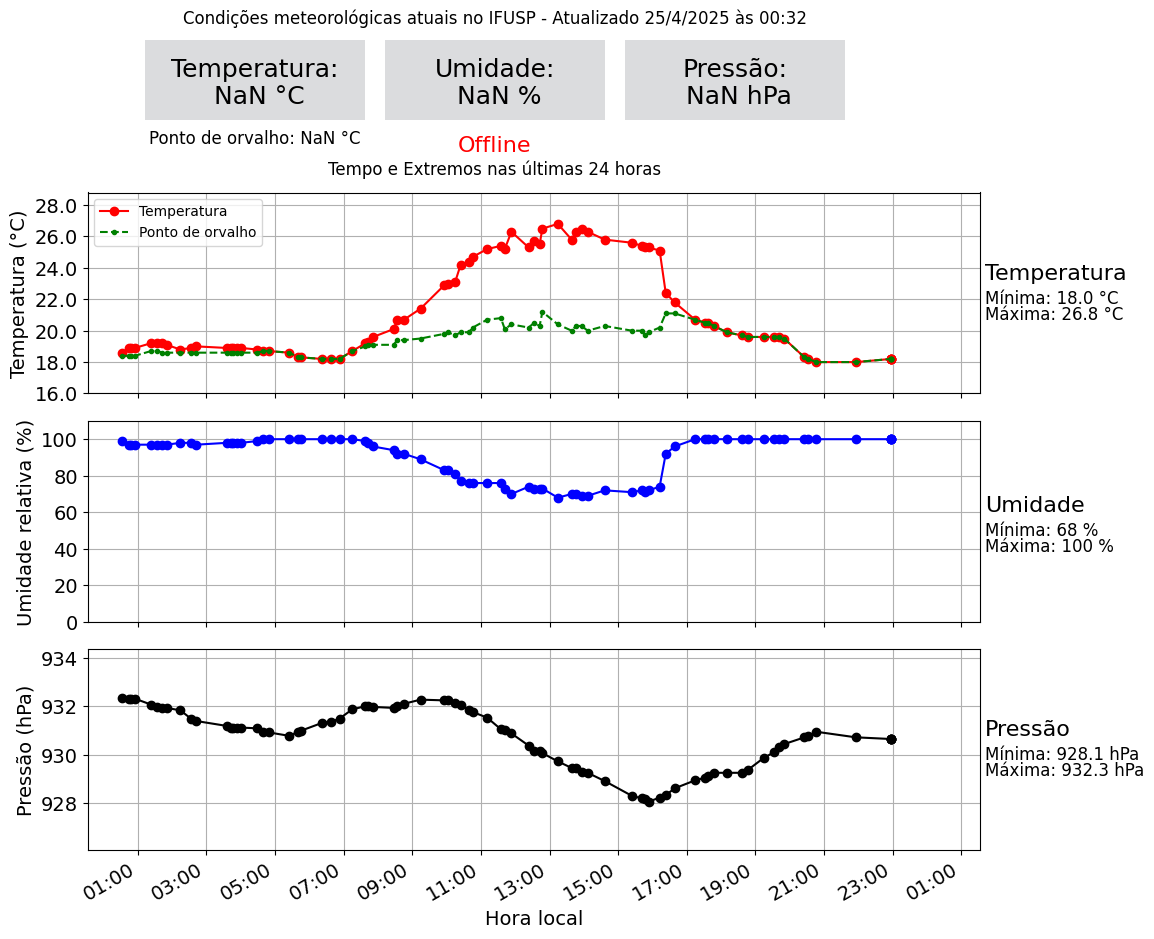 Condições meteorológicas atuais no IFUSP - Atualizado 25/4/2025 às 00:32
Temperatura:
NaN °C
Umidade:
NaN %
Pressão:
NaN hPa
Ponto de orvalho: NaN °C
Offline
Tempo e Extremos nas últimas 24 horas
Temperatura (°C)
28.0
26.0
24.0
22.0
20.0
18.0
16.0
Temperatura
Ponto de orvalho
Temperatura
Mínima: 18.0 °C
Máxima: 26.8 °C
Umidade relativa (%)
100
80
60
40
20
0
Umidade
Mínima: 68 %
Máxima: 100 %
Pressão (hPa)
934
932
930
928
Pressão
Mínima: 928.1 hPa
Máxima: 932.3 hPa
01:00
03:00
05:00
07:00
09:00
11:00
13:00
15:00
17:00
19:00
21:00
23:00
01:00
Hora local